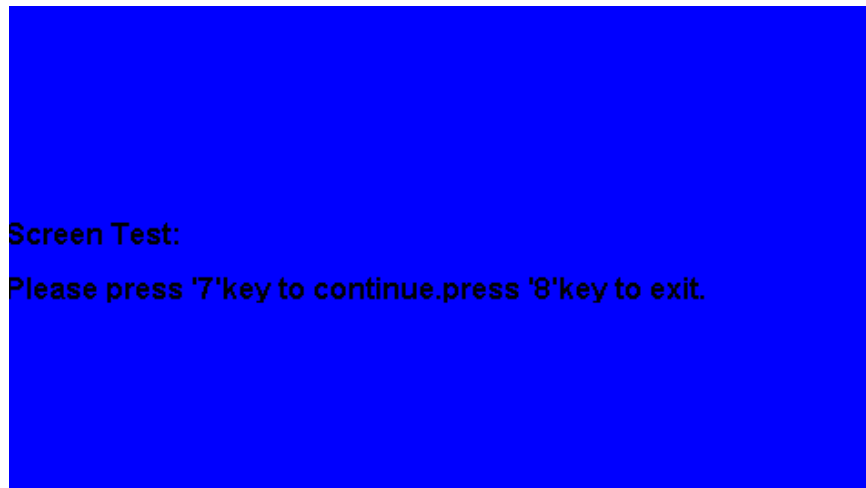 Screen Test:
Please press '7'key to continue.press '8'key to exit.